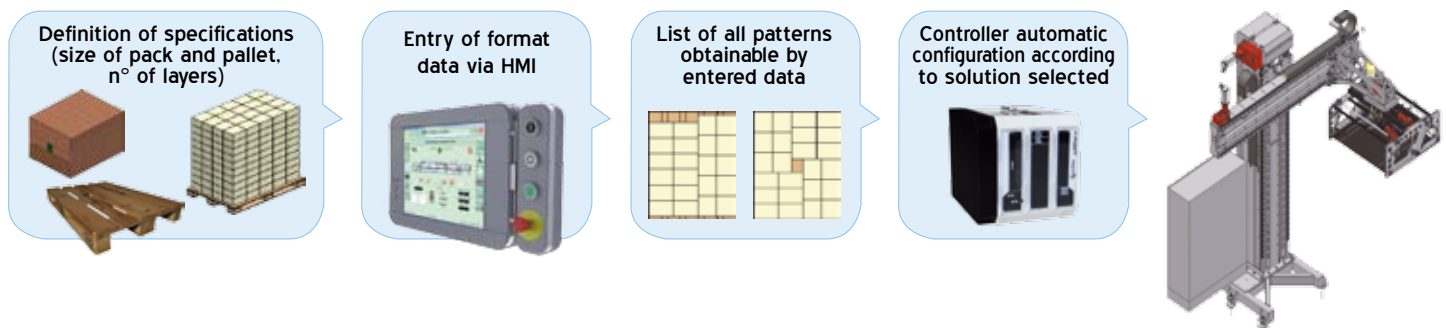 Definition of specifications
(size of pack and pallet,
n° of layers)
Entry of format
data via HMI
List of all patterns
obtainable by
entered data
Controller automatic
configuration according
to solution selected